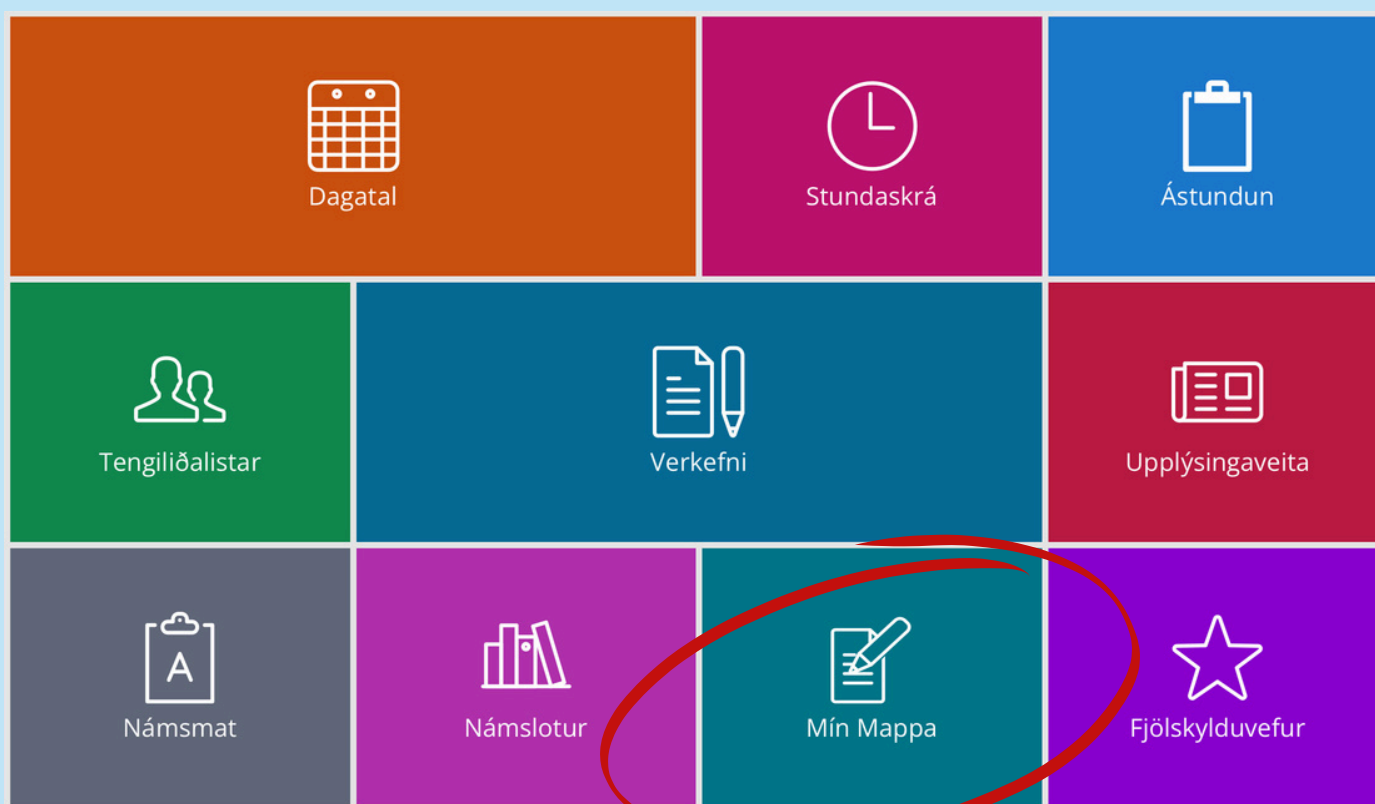 Dagatal
Stundaskrá
Ástundun
Tengiliðalistar
Verkefni
Upplýsingaveita
A
Námsmat
Námslotur
Mín Mappa
Fjölskylduvefur